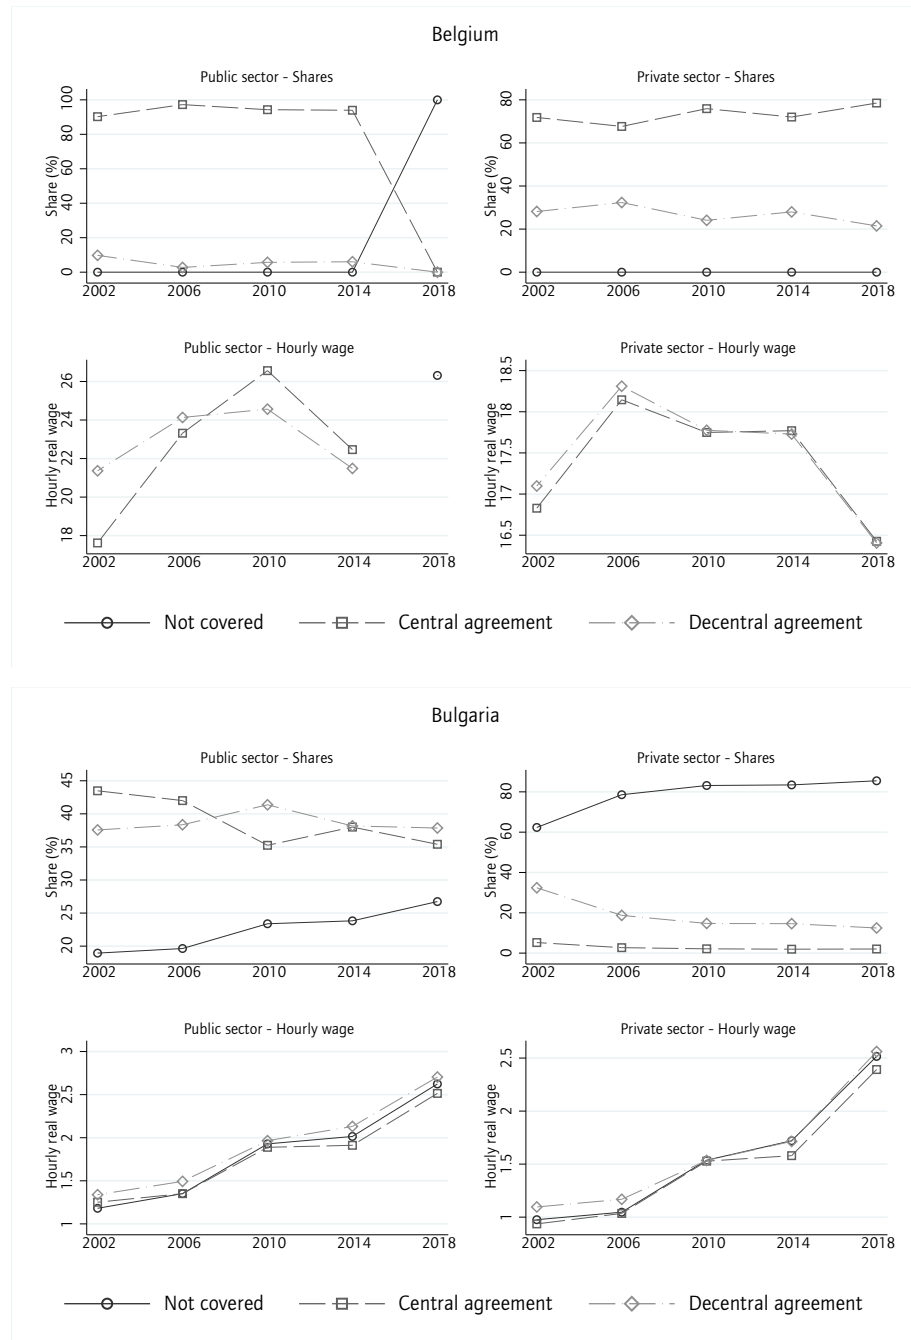 Belgium
Public sector - Shares
Share (%)
0 20 40 60 80 100
2002 2006 2010 2014 2018
Private sector - Shares
Share (%)
0 20 40 60 80
2002 2006 2010 2014 2018
Public sector - Hourly wage
Hourly real wage
18 20 22 24 26
2002 2006 2010 2014 2018
Private sector - Hourly wage
Hourly real wage
16.5 17 17.5 18 18.5
2002 2006 2010 2014 2018
Not covered Central agreement Decentral agreement
Bulgaria
Public sector - Shares
Share (%)
20 25 30 35 40 45
2002 2006 2010 2014 2018
Private sector - Shares
Share (%)
0 20 40 60 80
2002 2006 2010 2014 2018
Public sector - Hourly wage
Hourly real wage
1 1.5 2 2.5 3
2002 2006 2010 2014 2018
Private sector - Hourly wage
Hourly real wage
1 1.5 2 2.5
2002 2006 2010 2014 2018
Not covered Central agreement Decentral agreement